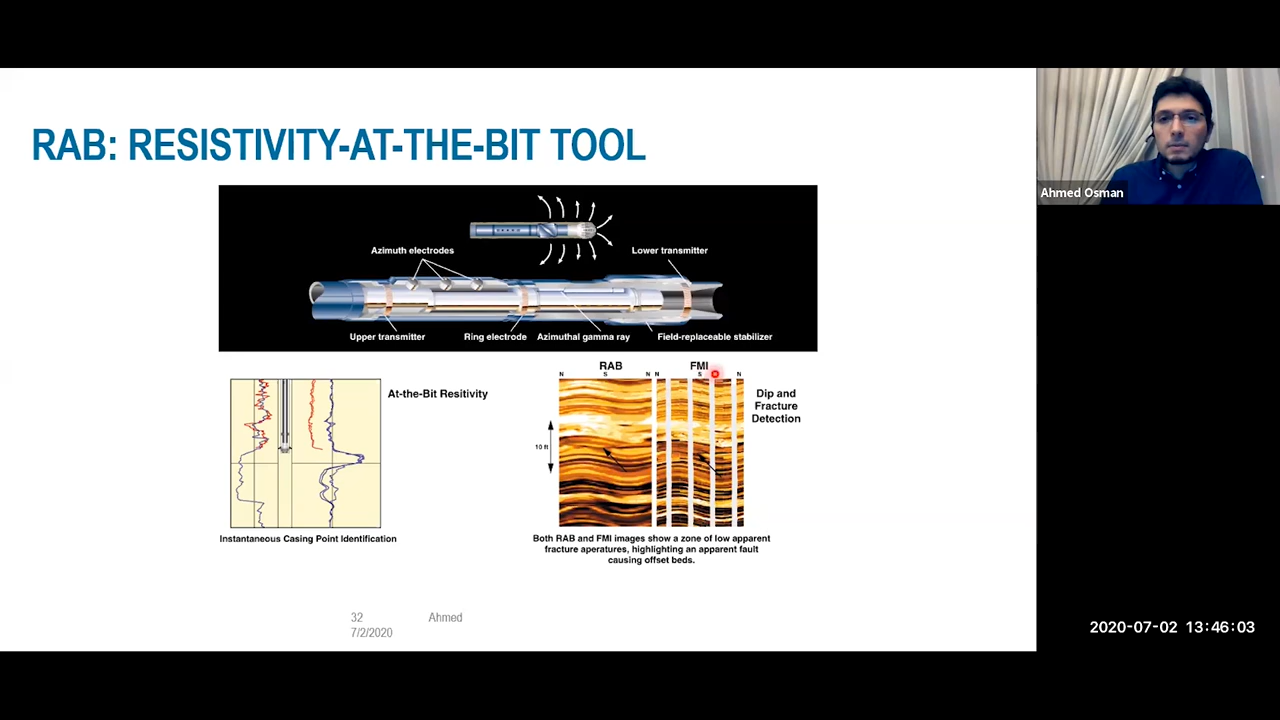 RAB: RESISTIVITY-AT-THE-BIT TOOL
Ahmed Osman
Azimuth electrodes
Lower transmitter
Upper transmitter
Ring electrode
Azimuthal gamma ray
Field-replaceable stabilizer
At-the-Bit Resitivity
Instantaneous Casing Point Identification
RAB
FMI
N
S
N
N
S
N
10 ft
Dip and
Fracture
Detection
Both RAB and FMI images show a zone of low apparent
fracture aperatures, highlighting an apparent fault
causing offset beds.
32
Ahmed
7/2/2020
2020-07-02 13:46:03